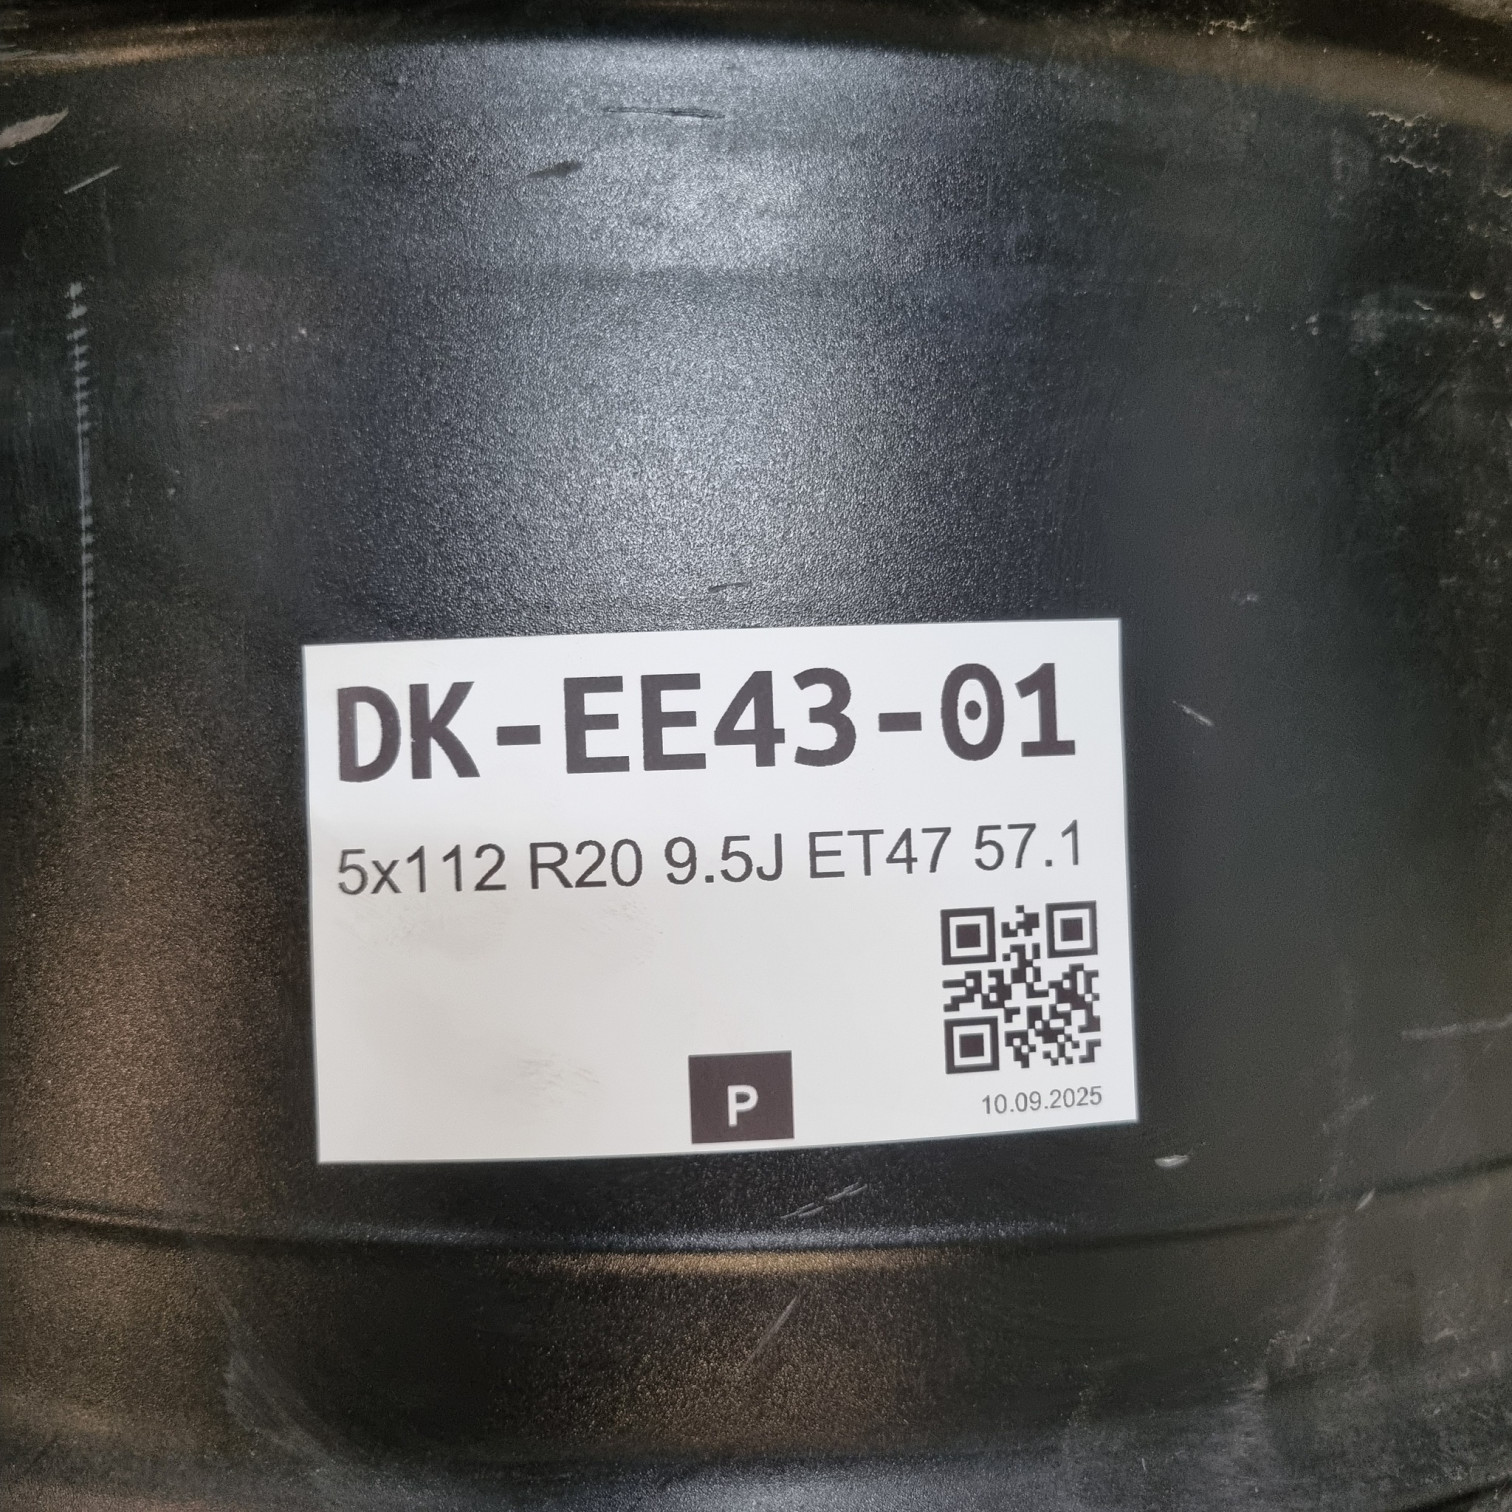 DK-EE43-01
5x112 R20 9.5J ET47 57.1
10.09.2025
P